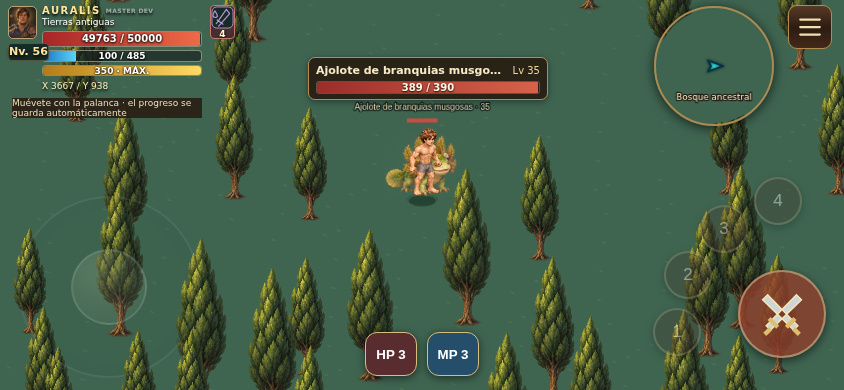 AURALIS MASTER DEV
Tierras antiguas
49763 / 50000
Nv. 56
100 / 485
350 · MÁX.
X 3667 / Y 938
Muévete con la palanca · el progreso se
guarda automáticamente
4
Ajolote de branquias musgo... Lv 35
389 / 390
Ajolote de branquias musgosas · 35
Bosque ancestral
4
3
2
1
HP 3
MP 3